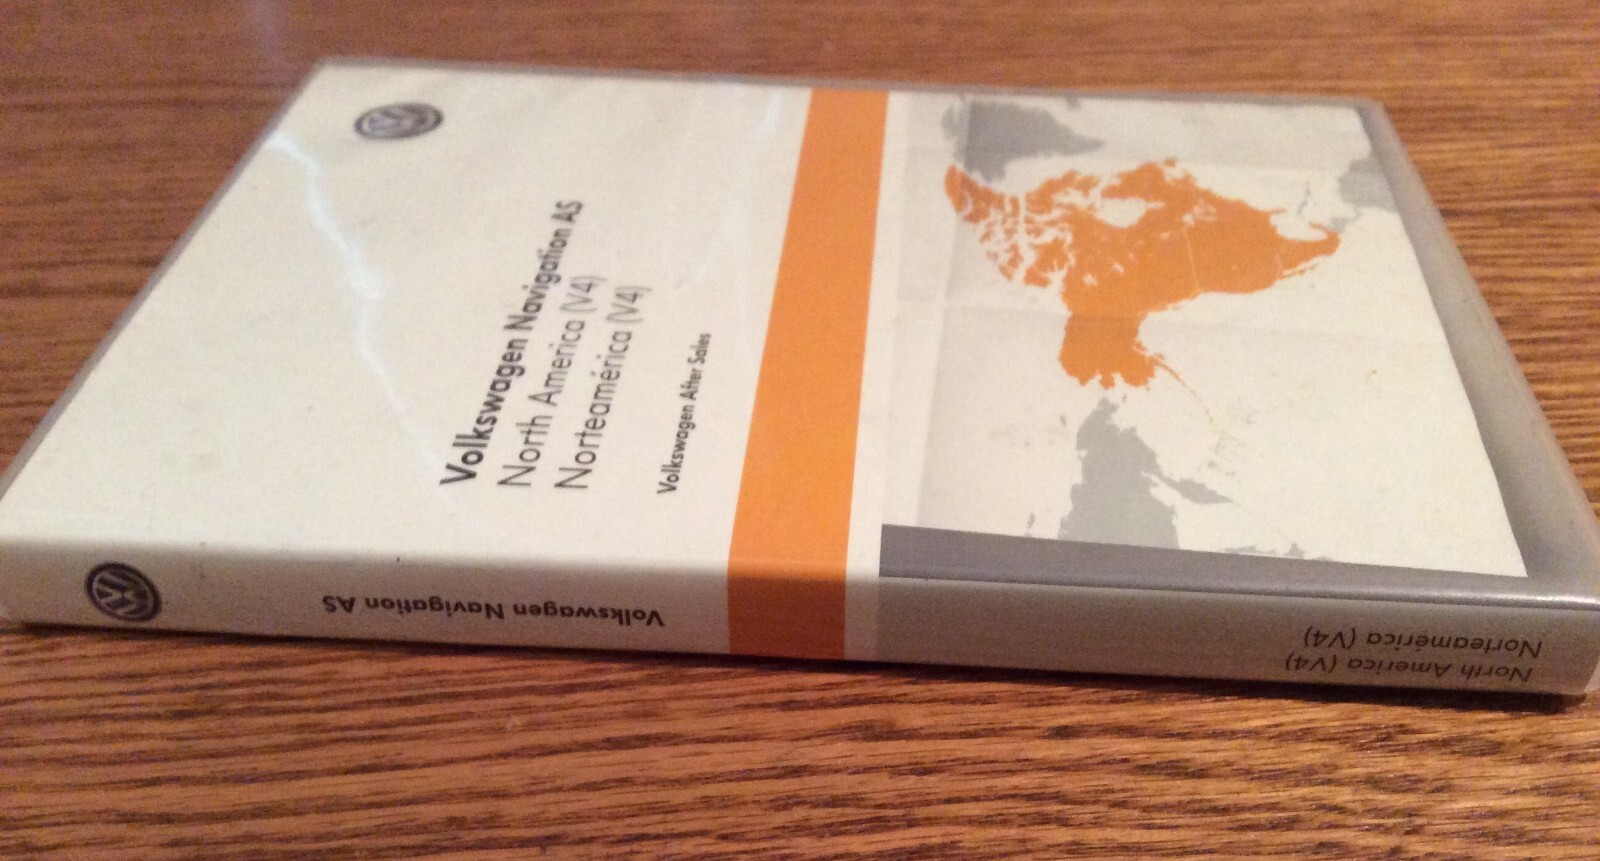 Volkswagen Navigation AS
North America (V4)
Norteamérica (V4)
Volkswagen After Sales
Volkswagen Navigation AS
North America (V4)
Norteamérica (V4)